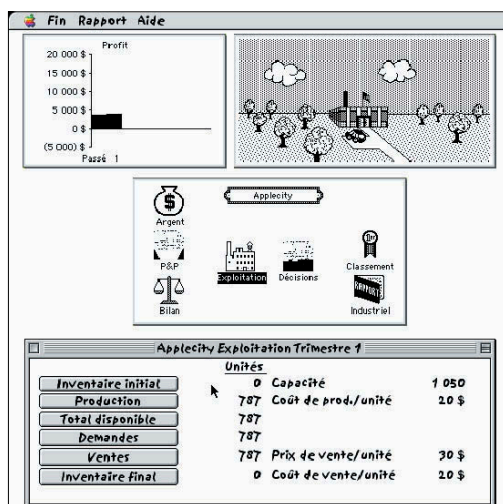 Fin Rapport Aide
Profit
20 000 $
15 000 $
10 000 $
5 000 $
0 $
(5 000) $
Passé 1
Applecity
Argent
P&P
Bilan
Exploitation
Décisions
Classement
RAPPORT
Industriel
Applecity Exploitation Trimestre 1
Unités
Inventaire initial 0 Capacité 1 050
Production 787 Coût de prod./unité 20 $
Total disponible 787
Demandes 787
Ventes 787 Prix de vente/unité 30 $
Inventaire final 0 Coût de vente/unité 20 $